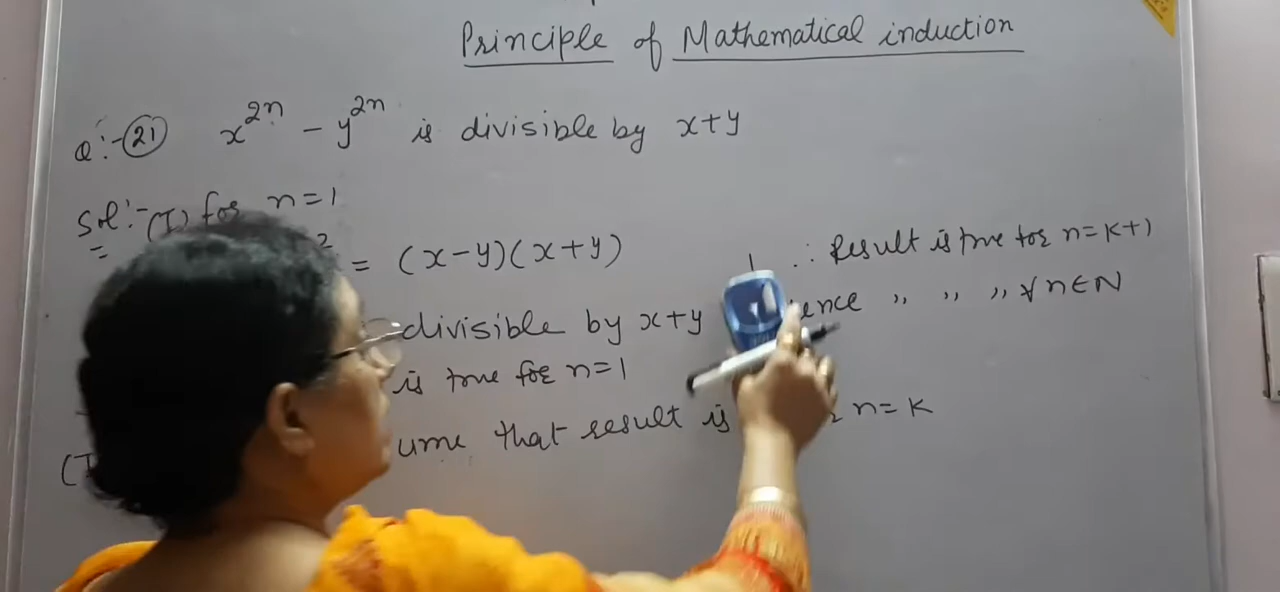 Principle of Mathematical induction
Q:-(21) x^2n - y^2n is divisible by x+y
Sol:- (I) for n=1
2 = (x-y)(x+y)
divisible by x+y
is true for n=1
(I
ume that result is n=K
∴ Result is true for n=K+1
ence " " " ∀ n∈N